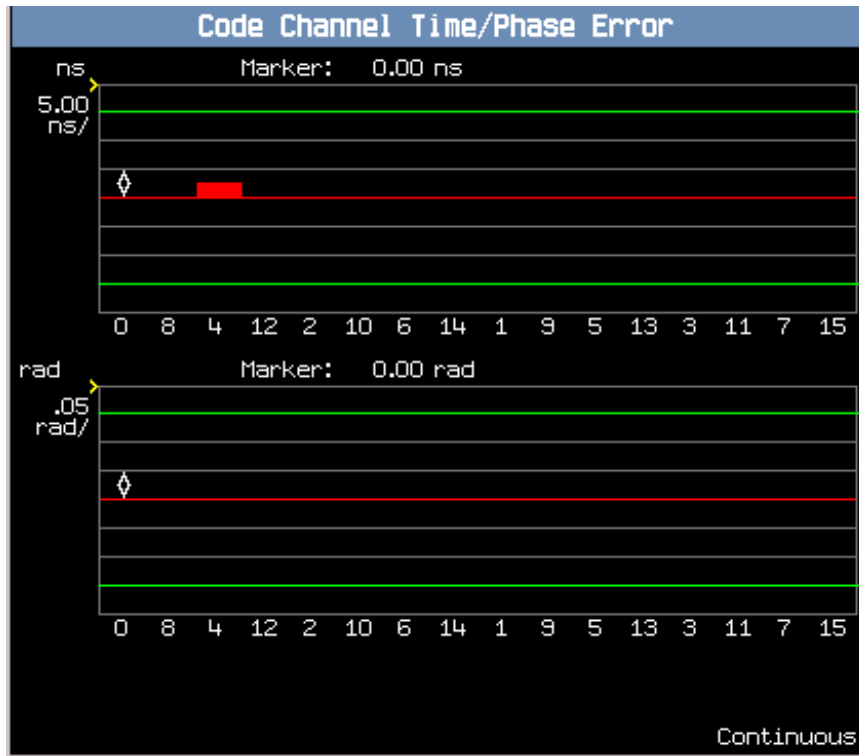 Code Channel Time/Phase Error
ns Marker: 0.00 ns
5.00
ns/
0 8 4 12 2 10 6 14 1 9 5 13 3 11 7 15
rad Marker: 0.00 rad
.05
rad/
0 8 4 12 2 10 6 14 1 9 5 13 3 11 7 15
Continuous